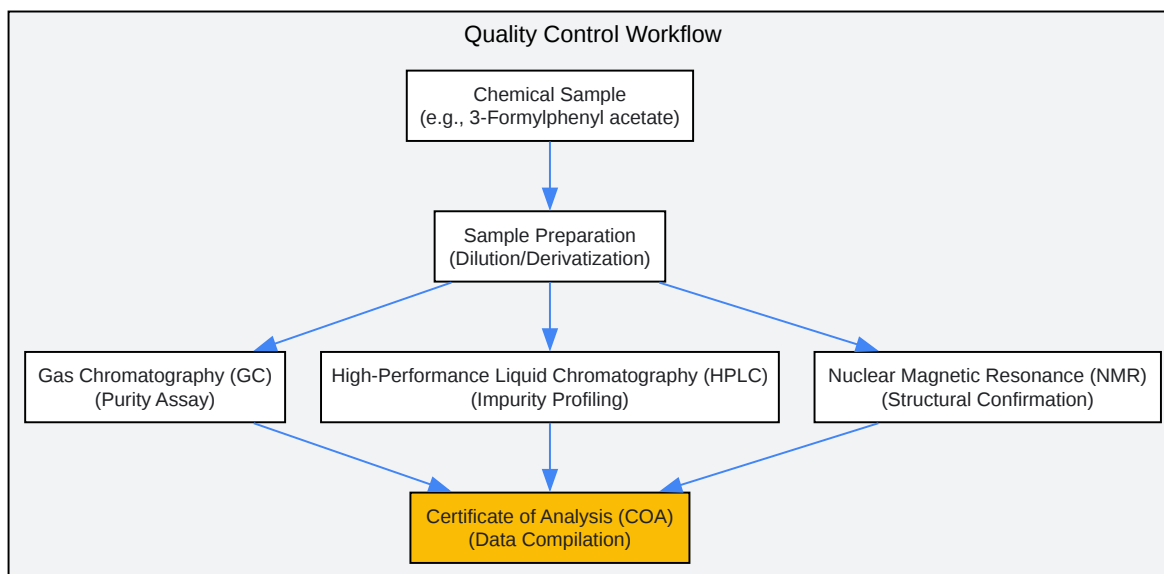 Quality Control Workflow
Chemical Sample
(e.g., 3-Formylphenyl acetate)
Sample Preparation
(Dilution/Derivatization)
Gas Chromatography (GC)
(Purity Assay)
High-Performance Liquid Chromatography (HPLC)
(Impurity Profiling)
Nuclear Magnetic Resonance (NMR)
(Structural Confirmation)
Certificate of Analysis (COA)
(Data Compilation)